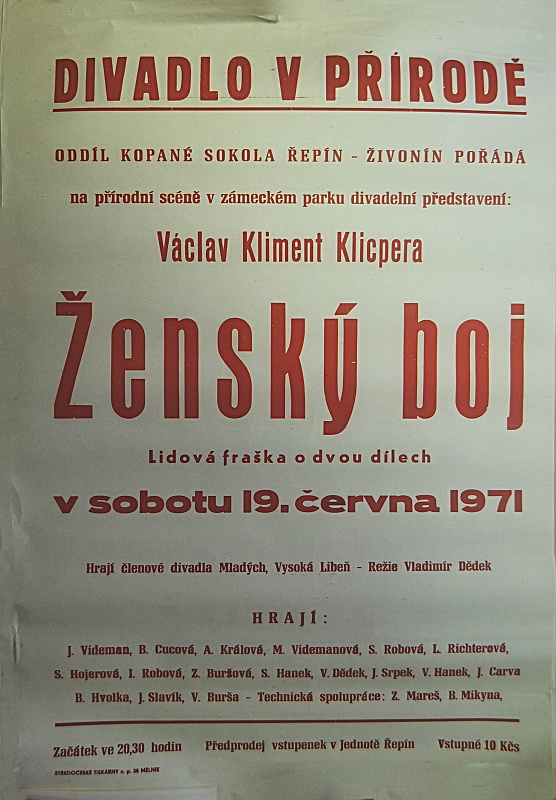 DIVADLO V PŘÍRODĚ
ODDÍL KOPANÉ SOKOLA ŘEPÍN - ŽIVONÍN POŘÁDÁ
na přírodní scéně v zámeckém parku divadelní představení:
Václav Kliment Klicpera
Ženský boj
Lidová fraška o dvou dílech
v sobotu 19. června 1971
Hrají členové divadla Mladých, Vysoká Libeň - Režie Vladimír Dědek
HRAJÍ:
J. Videman, B. Cucová, A. Králová, M. Videmanová, S. Robová, L. Richterová,
S. Hojerová, I. Robová, Z. Buršová, S. Hanek, V. Dědek, J. Srpek, V. Hanek, J. Carva
B. Hvolka, J. Slavík, V. Burša - Technická spolupráce: Z. Mareš, B. Mikyna,
Začátek ve 20,30 hodin Předprodej vstupenek v Jednotě Řepín Vstupné 10 Kčs
STŘEDOČESKÉ TISKÁRNY n. p. 38 MĚLNÍK